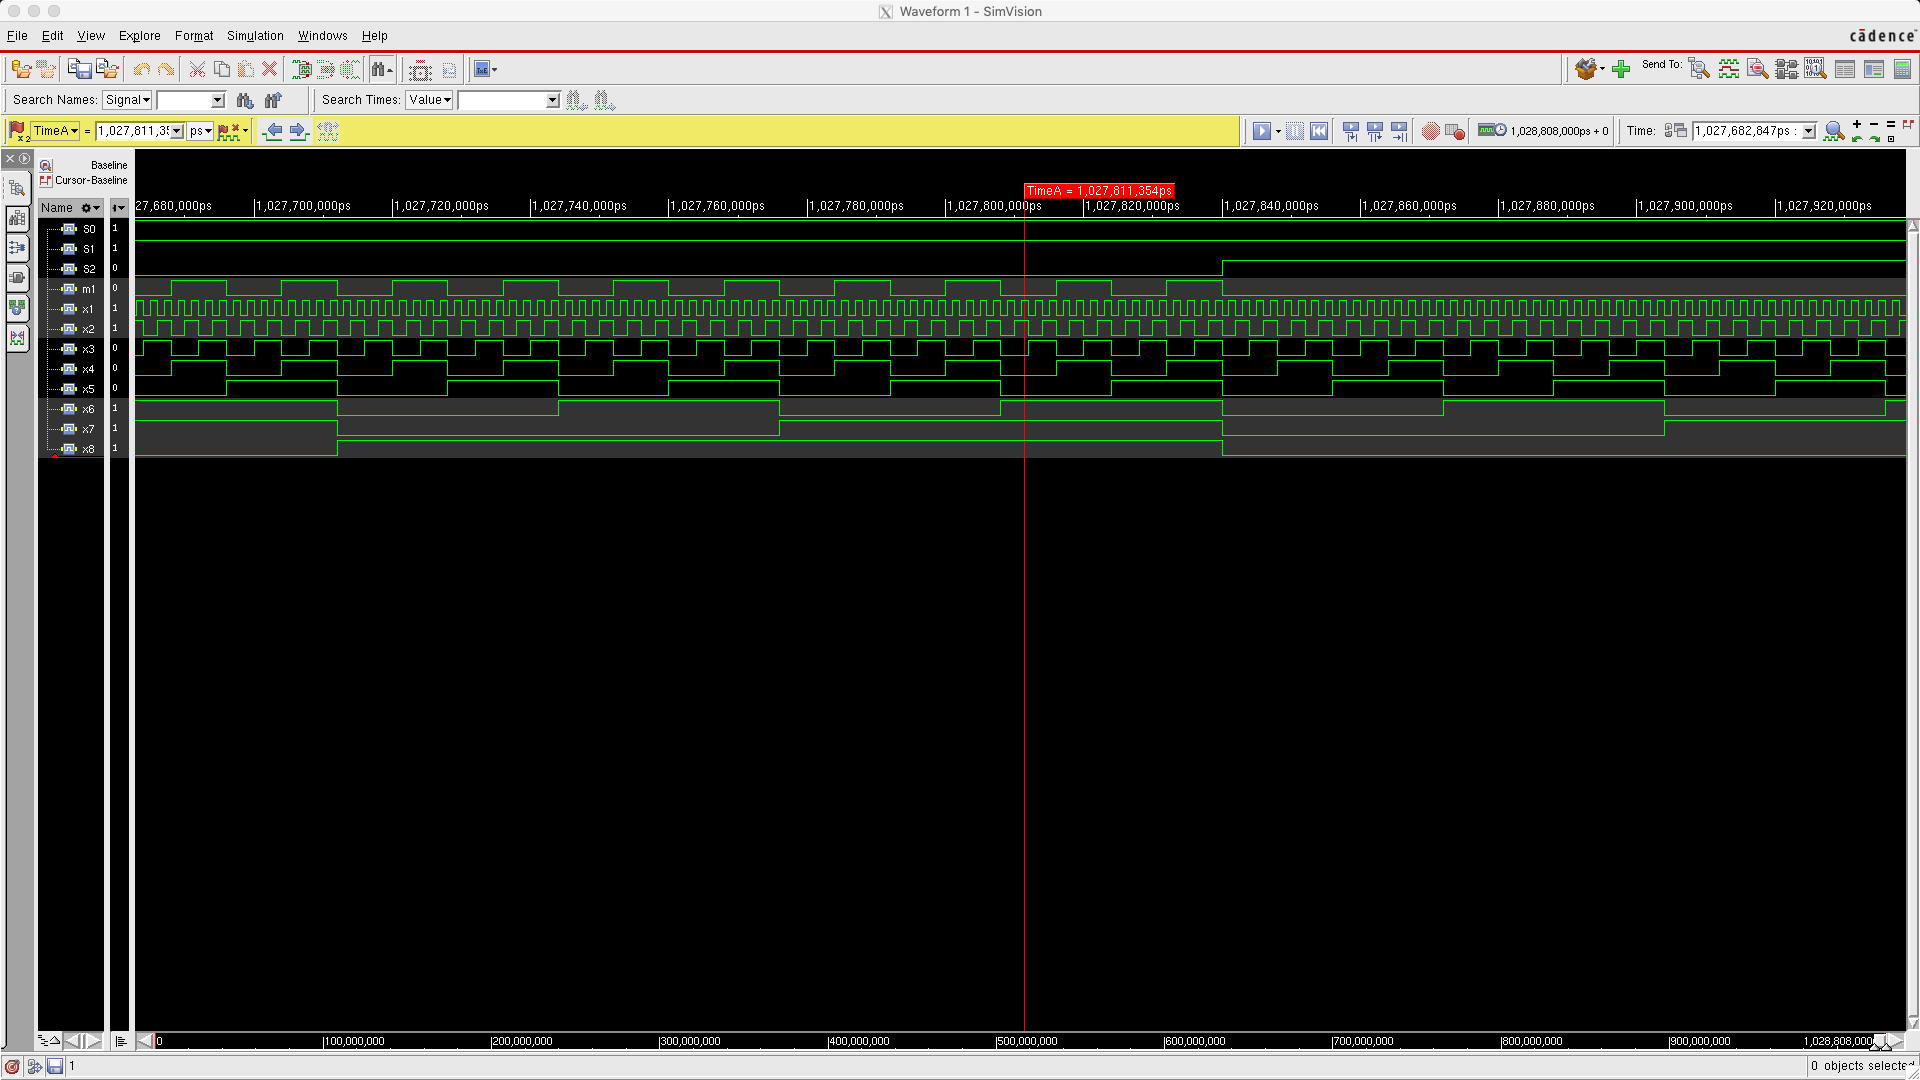 Waveform 1 - SimVision
File Edit View Explore Format Simulation Windows Help
cādence
Send To:
Search Names: Signal Search Times: Value
TimeA = 1,027,811,35 ps 1,028,808,000ps + 0 Time: 1,027,682,847ps :
Baseline
Cursor-Baseline
TimeA = 1,027,811,354ps
Name
27,680,000ps 1,027,700,000ps 1,027,720,000ps 1,027,740,000ps 1,027,760,000ps 1,027,780,000ps 1,027,800,000ps 1,027,820,000ps 1,027,840,000ps 1,027,860,000ps 1,027,880,000ps 1,027,900,000ps 1,027,920,000ps
S0 1
S1 1
S2 0
m1 0
x1 1
x2 1
x3 0
x4 0
x5 0
x6 1
x7 1
x8 1
0 100,000,000 200,000,000 300,000,000 400,000,000 500,000,000 600,000,000 700,000,000 800,000,000 900,000,000 1,028,808,000
1 0 objects selected